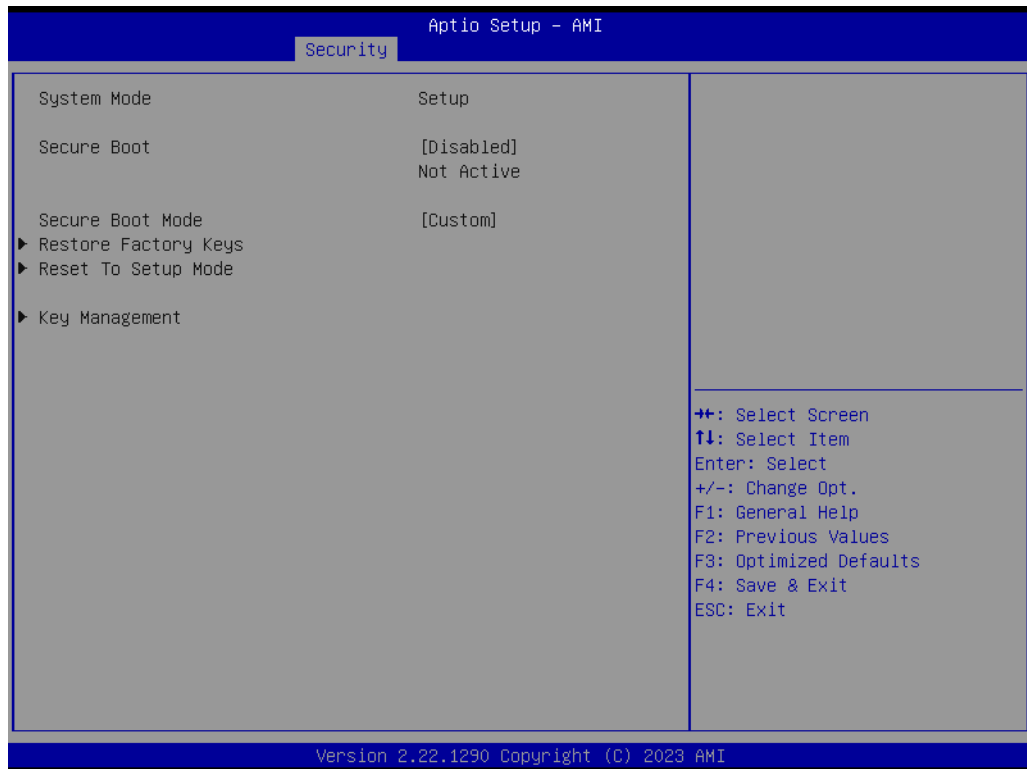 Aptio Setup – AMI
Security
System Mode Setup
Secure Boot [Disabled]
Not Active
Secure Boot Mode [Custom]
▶ Restore Factory Keys
▶ Reset To Setup Mode
▶ Key Management
→←: Select Screen
↑↓: Select Item
Enter: Select
+/-: Change Opt.
F1: General Help
F2: Previous Values
F3: Optimized Defaults
F4: Save & Exit
ESC: Exit
Version 2.22.1290 Copyright (C) 2023 AMI